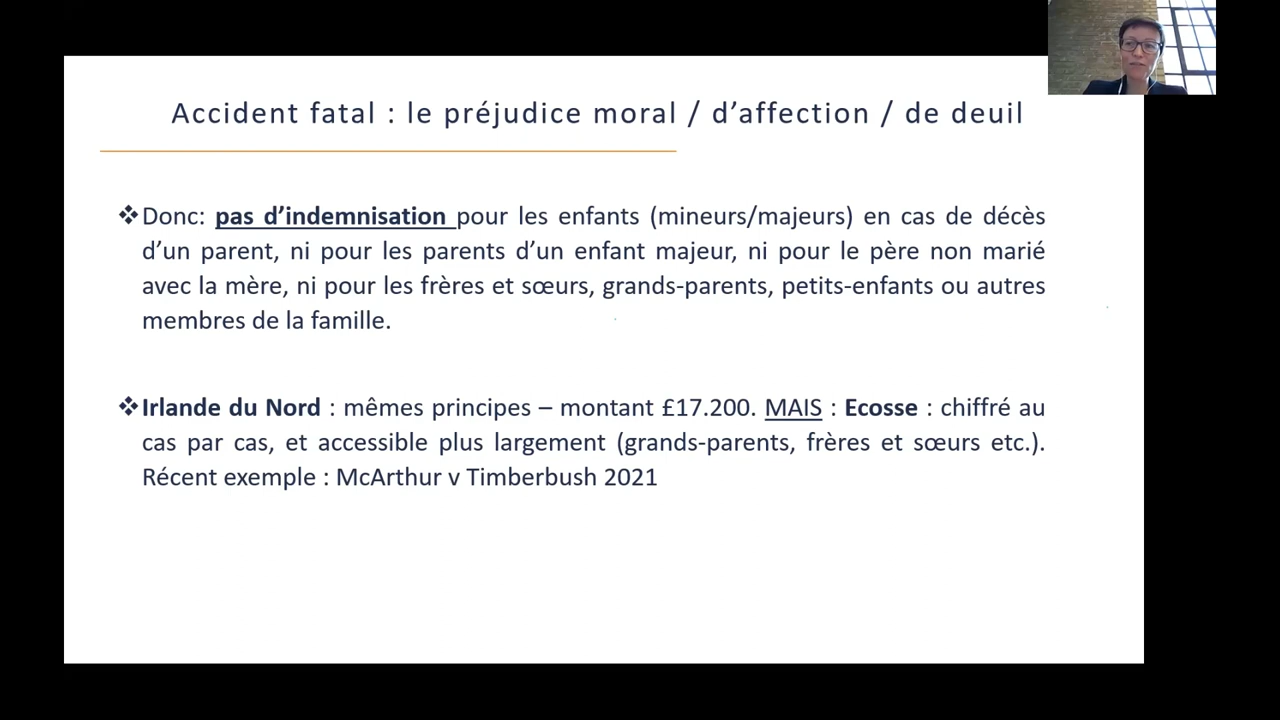 Accident fatal : le préjudice moral / d’affection / de deuil
❖Donc: pas d’indemnisation pour les enfants (mineurs/majeurs) en cas de décès
d’un parent, ni pour les parents d’un enfant majeur, ni pour le père non marié
avec la mère, ni pour les frères et sœurs, grands-parents, petits-enfants ou autres
membres de la famille.
❖Irlande du Nord : mêmes principes – montant £17.200. MAIS : Ecosse : chiffré au
cas par cas, et accessible plus largement (grands-parents, frères et sœurs etc.).
Récent exemple : McArthur v Timberbush 2021